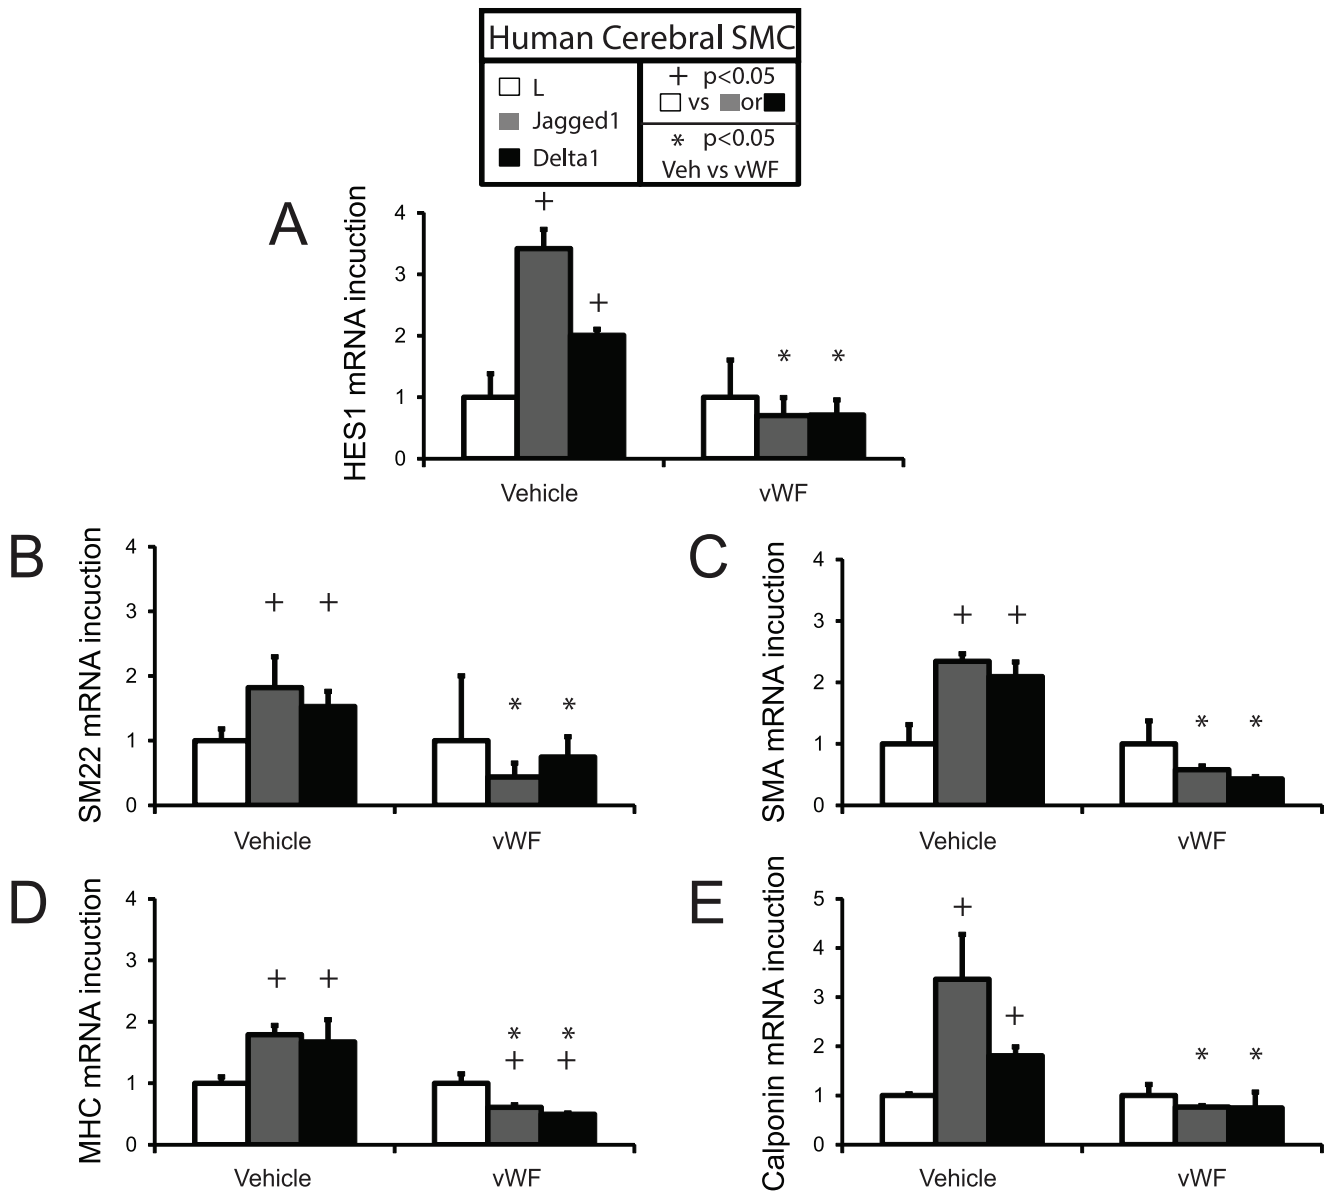 Human Cerebral SMC
L
Jagged1
Delta1
+ p<0.05
vs or
* p<0.05
Veh vs vWF
A
HES1 mRNA incuction
4
3
2
1
0
+
+
*
*
Vehicle
vWF
B
SM22 mRNA incuction
4
3
2
1
0
+
+
*
*
Vehicle
vWF
C
SMA mRNA incuction
4
3
2
1
0
+
+
*
*
Vehicle
vWF
D
MHC mRNA incuction
4
3
2
1
0
+
+
*
+
*
+
Vehicle
vWF
E
Calponin mRNA incuction
5
4
3
2
1
0
+
+
*
*
Vehicle
vWF